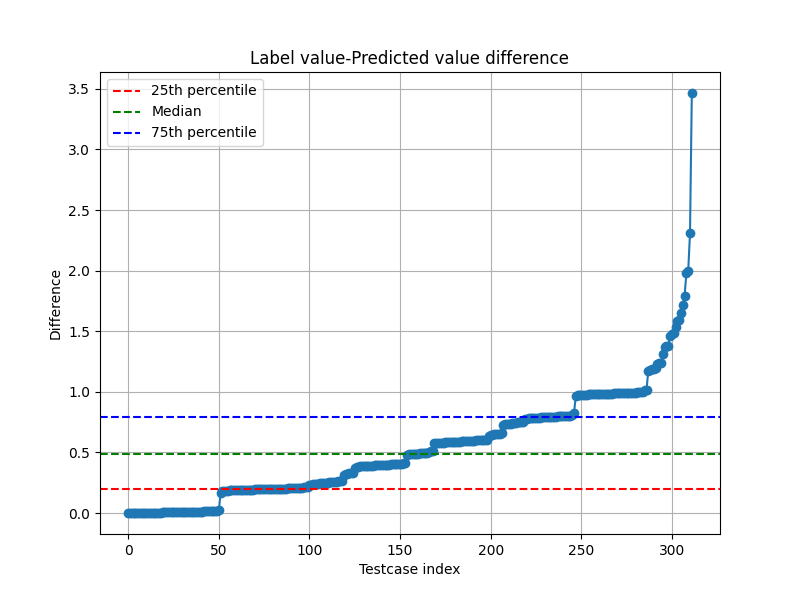 Label value-Predicted value difference
25th percentile
Median
75th percentile
3.5
3.0
2.5
2.0
1.5
1.0
0.5
0.0
Difference
0 50 100 150 200 250 300
Testcase index